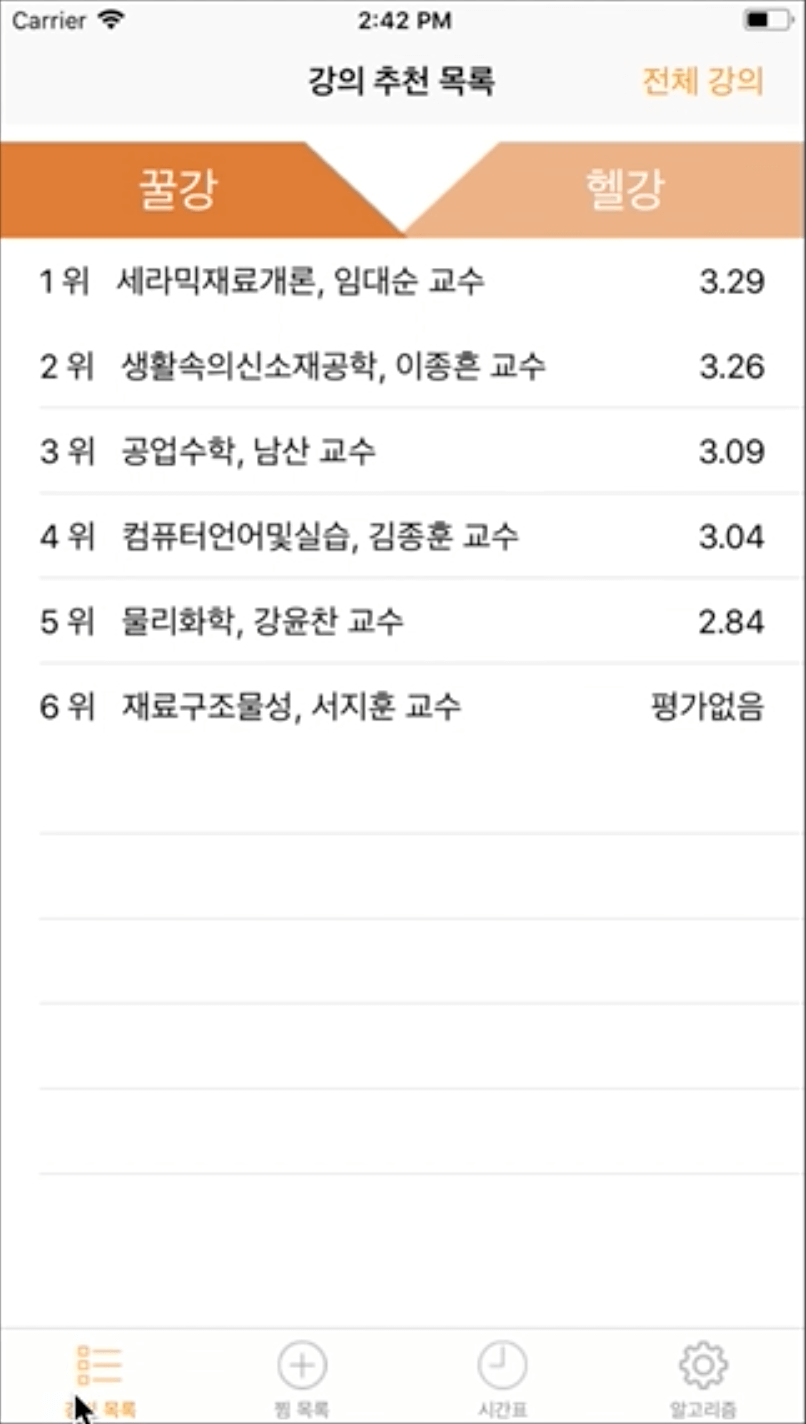 Carrier 2:42 PM
강의 추천 목록 전체 강의
꿀강 헬강
1 위 세라믹재료개론, 임대순 교수 3.29
2 위 생활속의신소재공학, 이종흔 교수 3.26
3 위 공업수학, 남산 교수 3.09
4 위 컴퓨터언어및실습, 김종훈 교수 3.04
5 위 물리화학, 강윤찬 교수 2.84
6 위 재료구조물성, 서지훈 교수 평가없음
목록 찜 목록 시간표 알고리즘